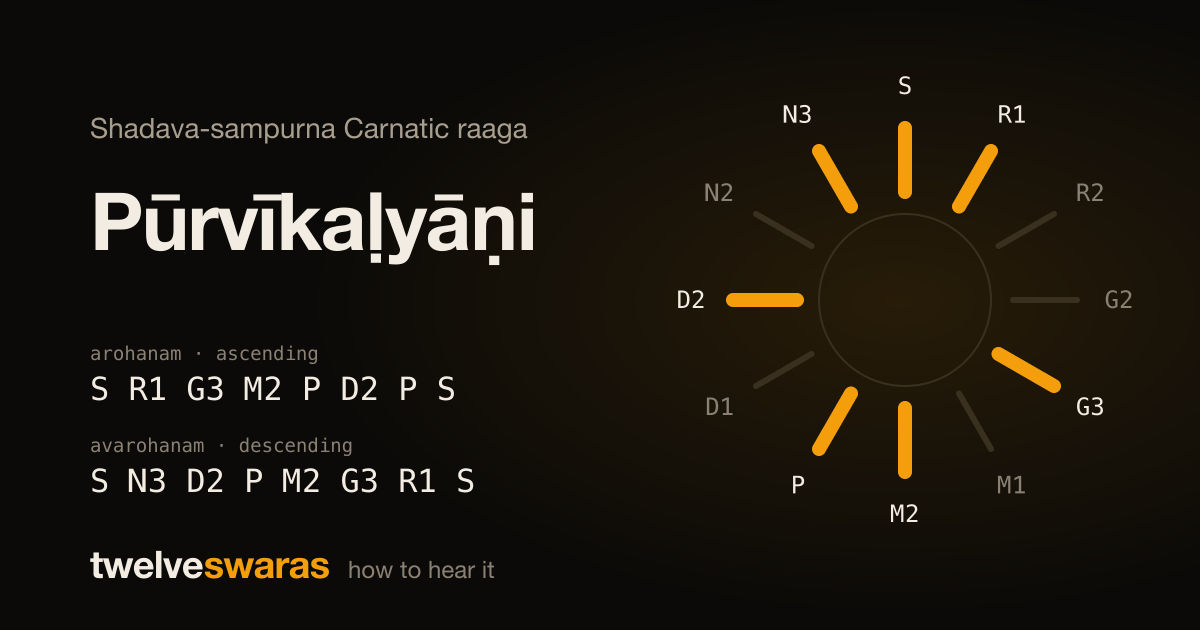 Shadava-sampurna Carnatic raaga
Pūrvīkaḷyāṇi
arohanam · ascending
S R1 G3 M2 P D2 P S
avarohanam · descending
S N3 D2 P M2 G3 R1 S
twelveswaras how to hear it
S
R1
R2
G2
G3
M1
M2
P
D1
D2
N2
N3